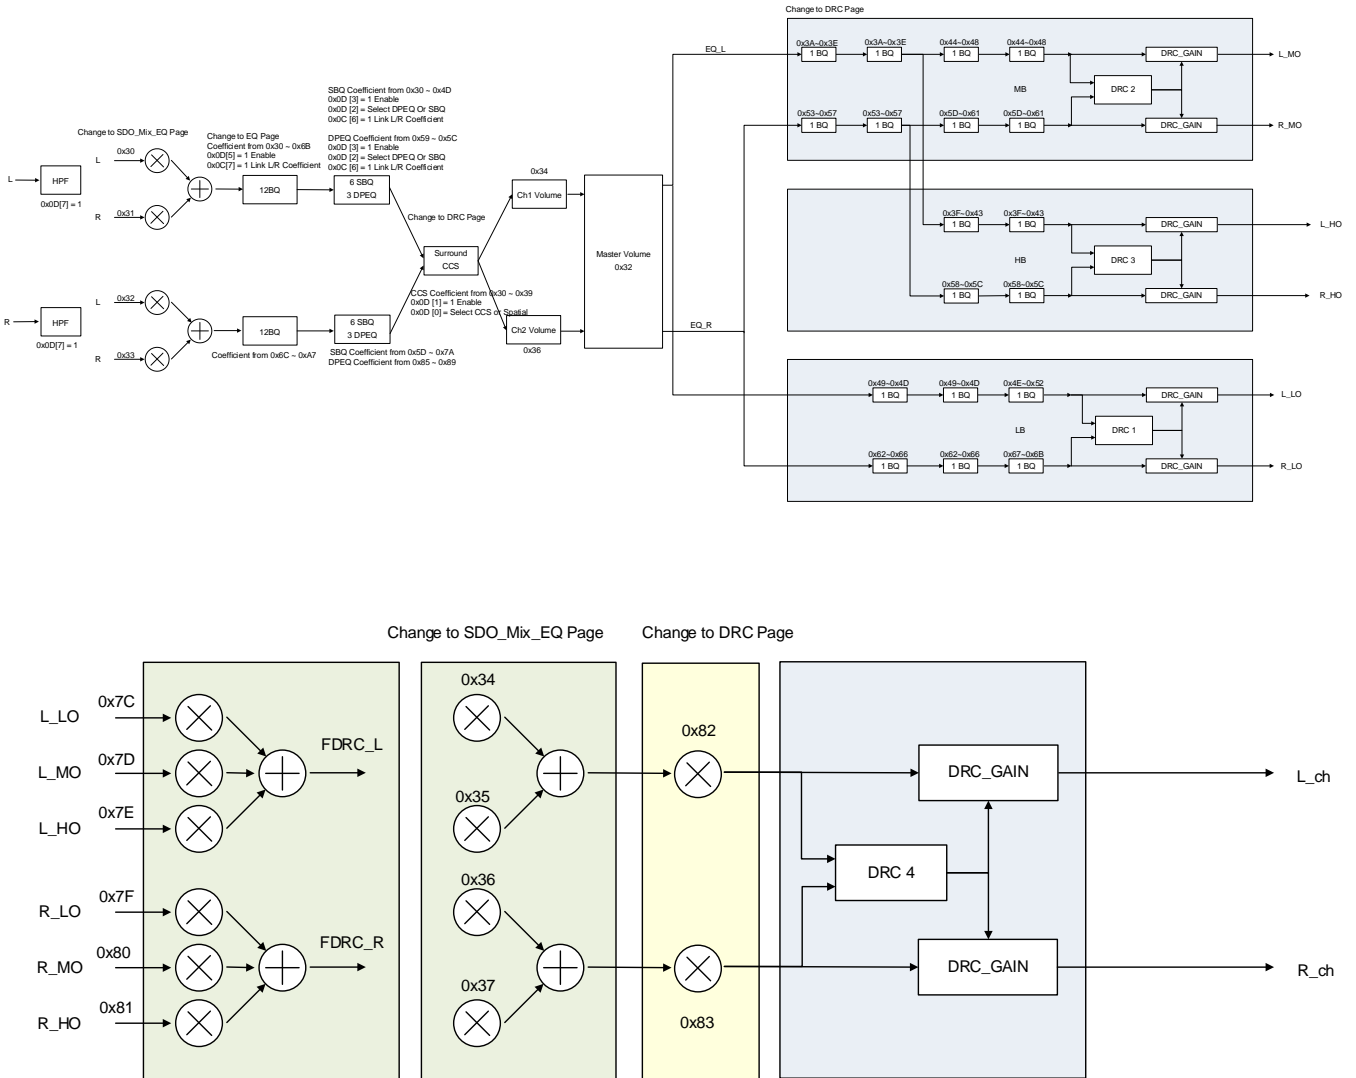 Change to DRC Page
EQ_L
0x3A~0x3E
0x3A~0x3E
0x44~0x48
0x44~0x48
1 BQ
1 BQ
1 BQ
1 BQ
DRC_GAIN
L_MO
MB
DRC 2
0x53~0x57
0x53~0x57
0x5D~0x61
0x5D~0x61
1 BQ
1 BQ
1 BQ
1 BQ
DRC_GAIN
R_MO
SBQ Coefficient from 0x30 ~ 0x4D
0x0D [3] = 1 Enable
0x0D [2] = Select DPEQ Or SBQ
0x0C [6] = 1 Link L/R Coefficient
DPEQ Coefficient from 0x59 ~ 0x5C
0x0D [3] = 1 Enable
0x0D [2] = Select DPEQ Or SBQ
0x0C [6] = 1 Link L/R Coefficient
Change to SDO_Mix_EQ Page
Change to EQ Page
Coefficient from 0x30 ~ 0x6B
0x0D[5] = 1 Enable
0x0C[7] = 1 Link L/R Coefficient
L
HPF
0x0D[7] = 1
L
0x30
R
0x31
12BQ
6 SBQ
3 DPEQ
Change to DRC Page
0x34
Ch1 Volume
Surround
CCS
Master Volume
0x32
CCS Coefficient from 0x30 ~ 0x39
0x0D [1] = 1 Enable
0x0D [0] = Select CCS or Spatial
Ch2 Volume
0x36
EQ_R
R
HPF
0x0D[7] = 1
L
0x32
R
0x33
12BQ
Coefficient from 0x6C ~ 0xA7
6 SBQ
3 DPEQ
SBQ Coefficient from 0x5D ~ 0x7A
DPEQ Coefficient from 0x85 ~ 0x89
0x3F~0x43
0x3F~0x43
1 BQ
1 BQ
DRC_GAIN
L_HO
HB
DRC 3
0x58~0x5C
0x58~0x5C
1 BQ
1 BQ
DRC_GAIN
R_HO
0x49~0x4D
0x49~0x4D
0x4E~0x52
1 BQ
1 BQ
1 BQ
DRC_GAIN
L_LO
LB
DRC 1
0x62~0x66
0x62~0x66
0x67~0x6B
1 BQ
1 BQ
1 BQ
DRC_GAIN
R_LO
Change to SDO_Mix_EQ Page
Change to DRC Page
L_LO
0x7C
L_MO
0x7D
L_HO
0x7E
FDRC_L
R_LO
0x7F
R_MO
0x80
R_HO
0x81
FDRC_R
0x34
0x35
0x36
0x37
0x82
0x83
DRC_GAIN
L_ch
DRC 4
DRC_GAIN
R_ch